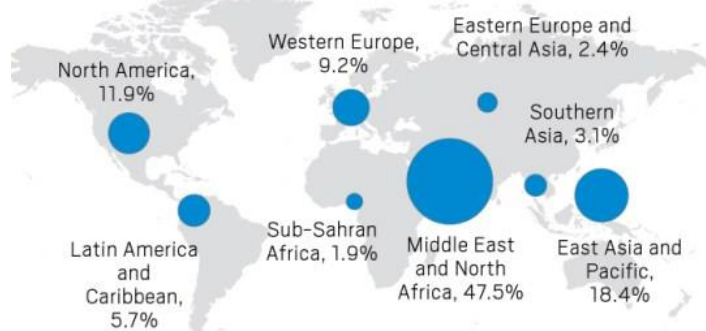 North America,
11.9%
Western Europe,
9.2%
Eastern Europe and
Central Asia, 2.4%
Southern
Asia, 3.1%
Latin America
and
Caribbean,
5.7%
Sub-Sahran
Africa, 1.9%
Middle East
and North
Africa, 47.5%
East Asia and
Pacific,
18.4%